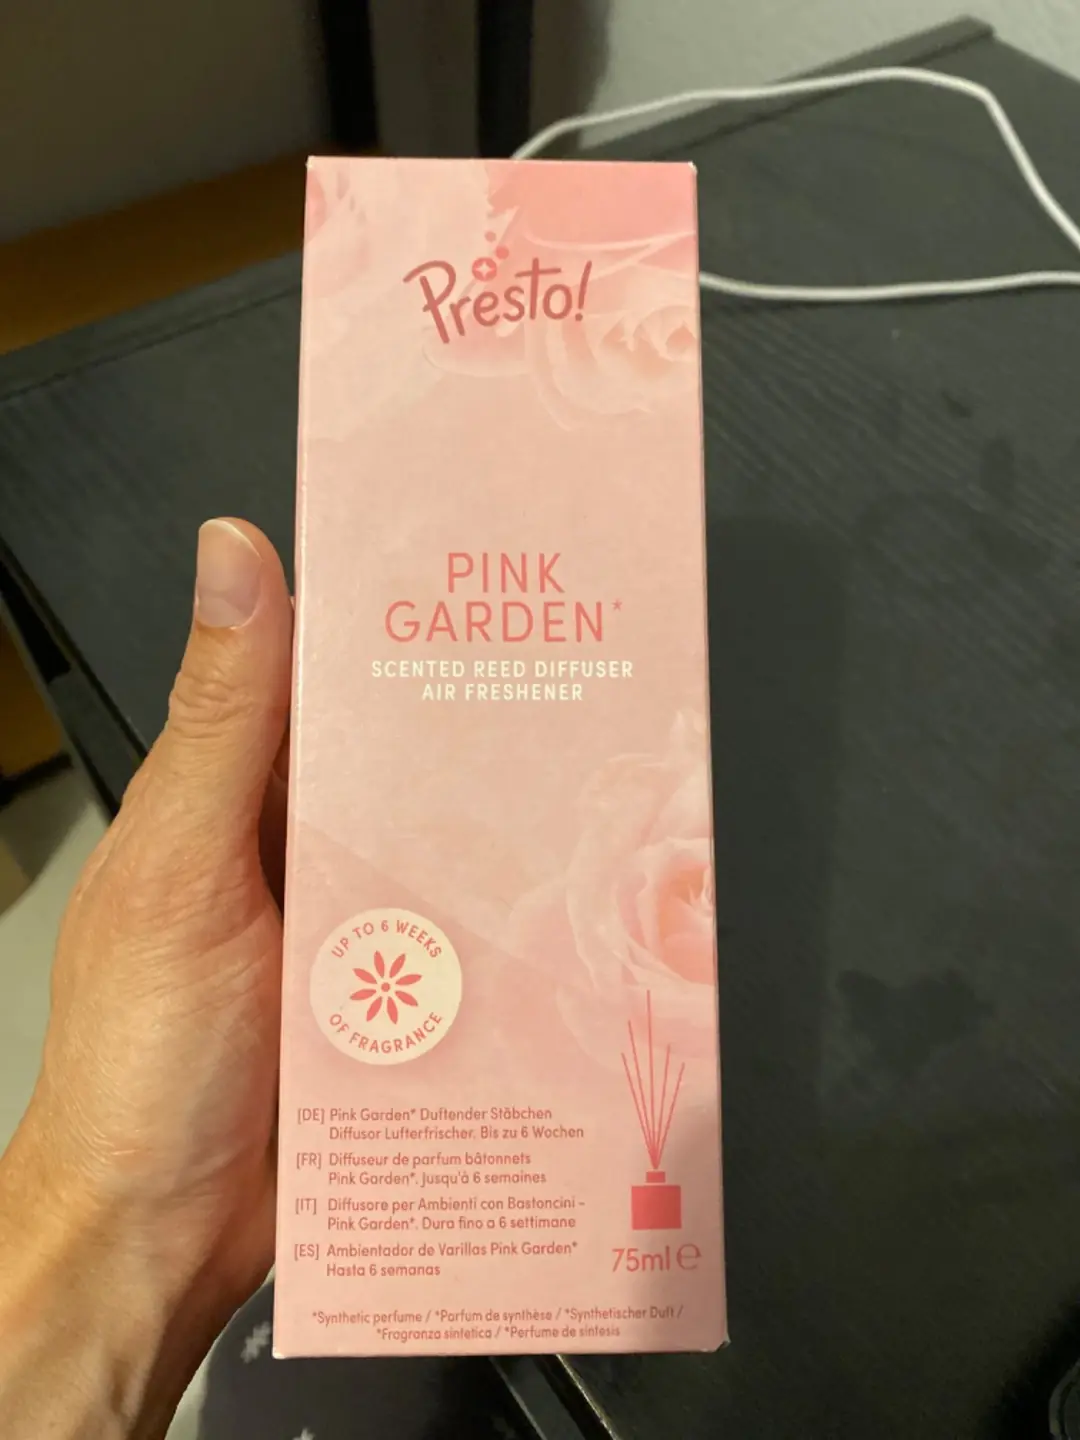 Presto!
PINK
GARDEN*
SCENTED REED DIFFUSER
AIR FRESHENER
UP TO 6 WEEKS
OF FRAGRANCE
[DE] Pink Garden* Duftender Stäbchen
Diffusor Lufterfrischer. Bis zu 6 Wochen
[FR] Diffuseur de parfum bâtonnets
Pink Garden*. Jusqu'à 6 semaines
[IT] Diffusore per Ambienti con Bastoncini -
Pink Garden*. Dura fino a 6 settimane
[ES] Ambientador de Varillas Pink Garden*
Hasta 6 semanas
75ml ℮
*Synthetic perfume / *Parfum de synthèse / *Synthetischer Duft /
*Fragranza sintetica / *Perfume de síntesis